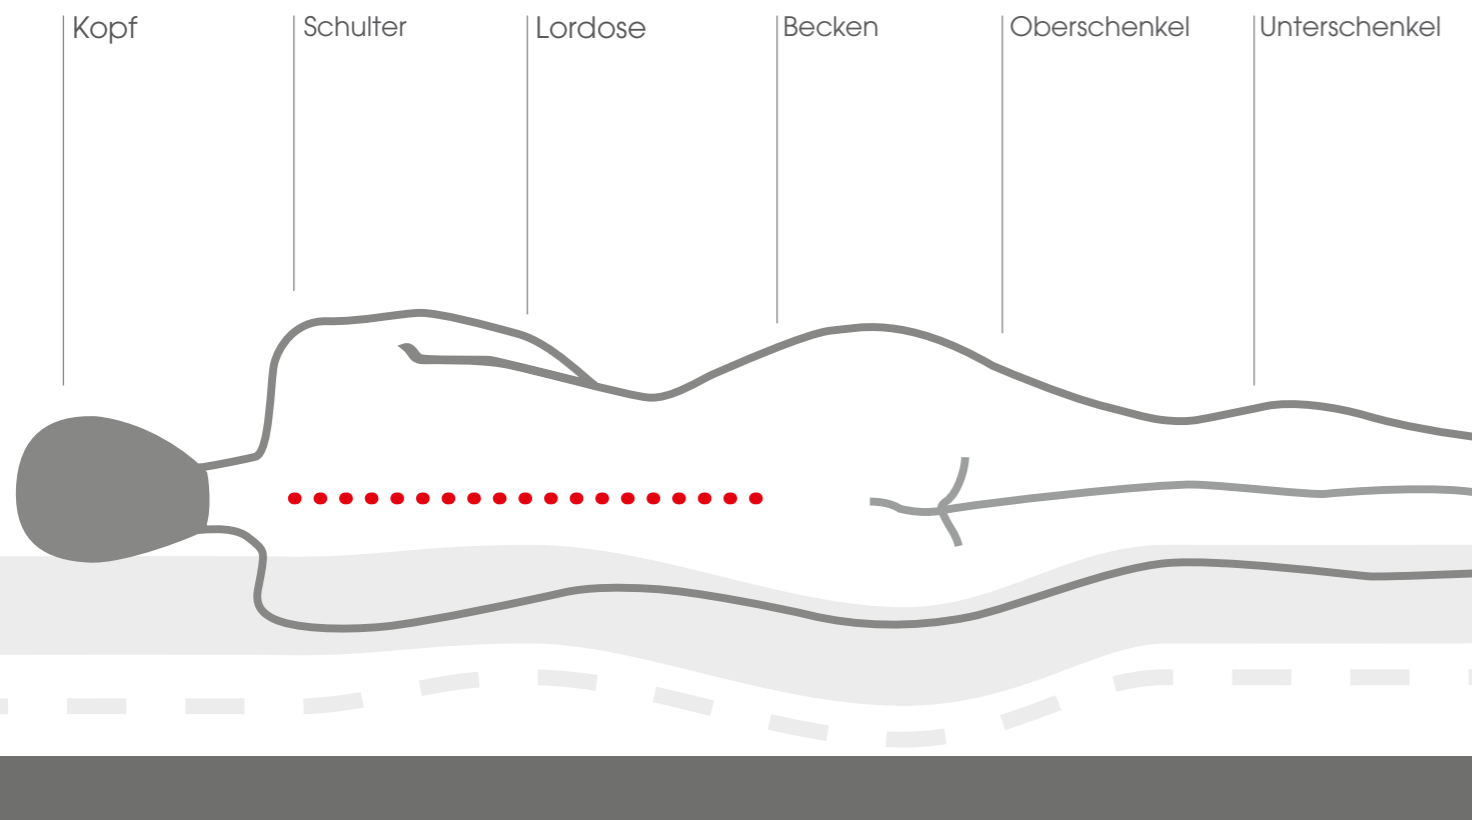 Kopf
Schulter
Lordose
Becken
Oberschenkel
Unterschenkel